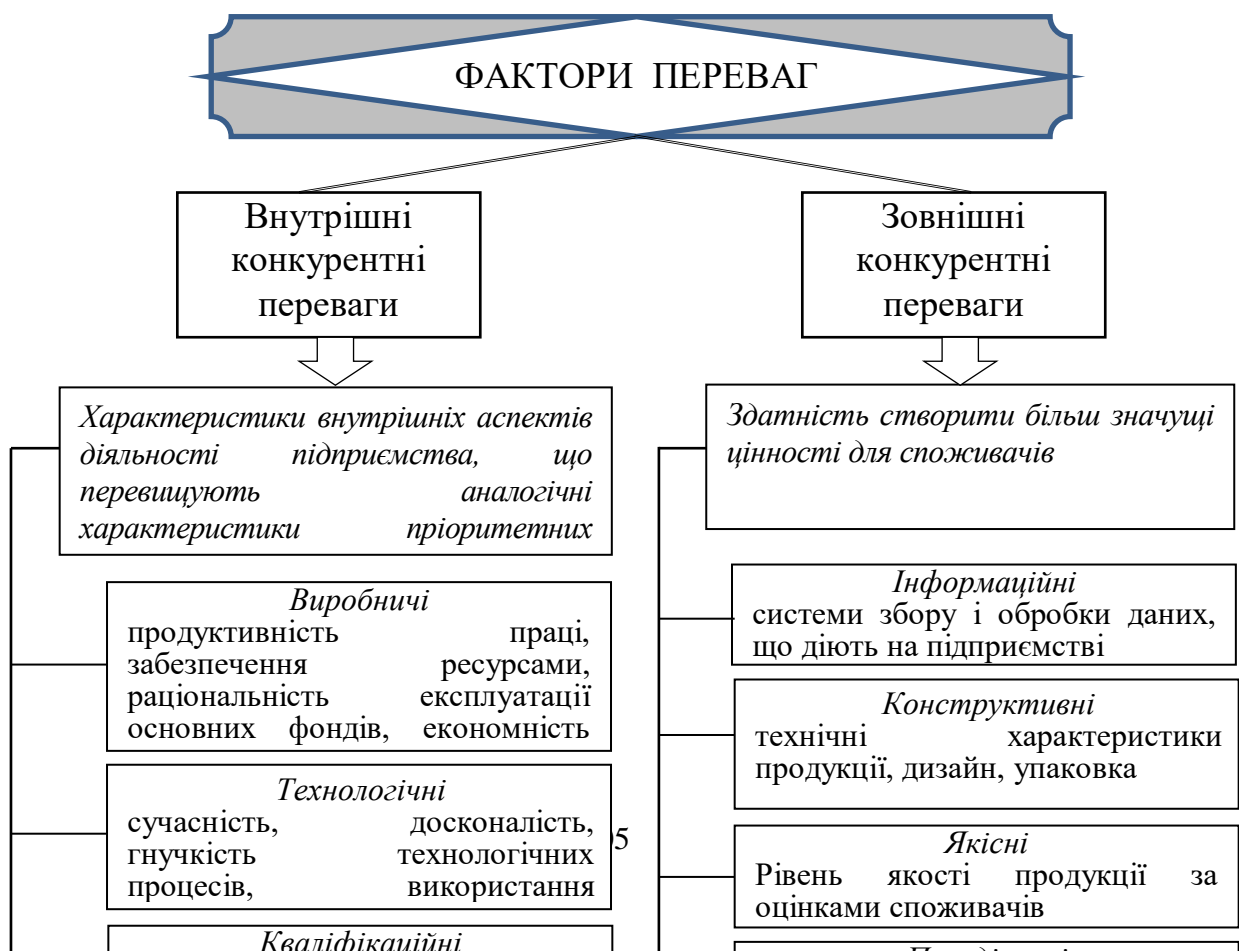 ФАКТОРИ ПЕРЕВАГ
Внутрішні
конкурентні
переваги
Характеристики внутрішніх аспектів
діяльності підприємства, що
перевищують аналогічні
характеристики пріоритетних
Виробничі
продуктивність праці,
забезпечення ресурсами,
раціональність експлуатації
основних фондів, економність
Технологічні
сучасність, досконалість,
гнучкість технологічних
процесів, використання
Кваліфікаційні
Зовнішні
конкурентні
переваги
Здатність створити більш значущі
цінності для споживачів
Інформаційні
системи збору і обробки даних,
що діють на підприємстві
Конструктивні
технічні характеристики
продукції, дизайн, упаковка
Якісні
Рівень якості продукції за
оцінками споживачів